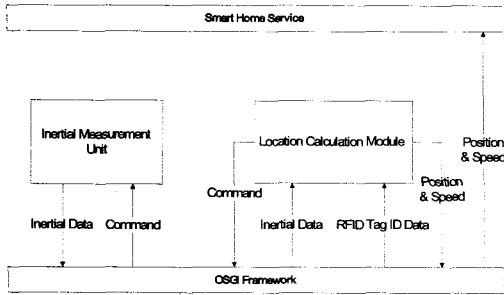 Smart Home Service
Inertial Measurement
Unit
Location Calculation Module
Position
& Speed
Command
Position
& Speed
Inertial Data
Command
Inertial Data
RFID Tag ID Data
OSGI Framework